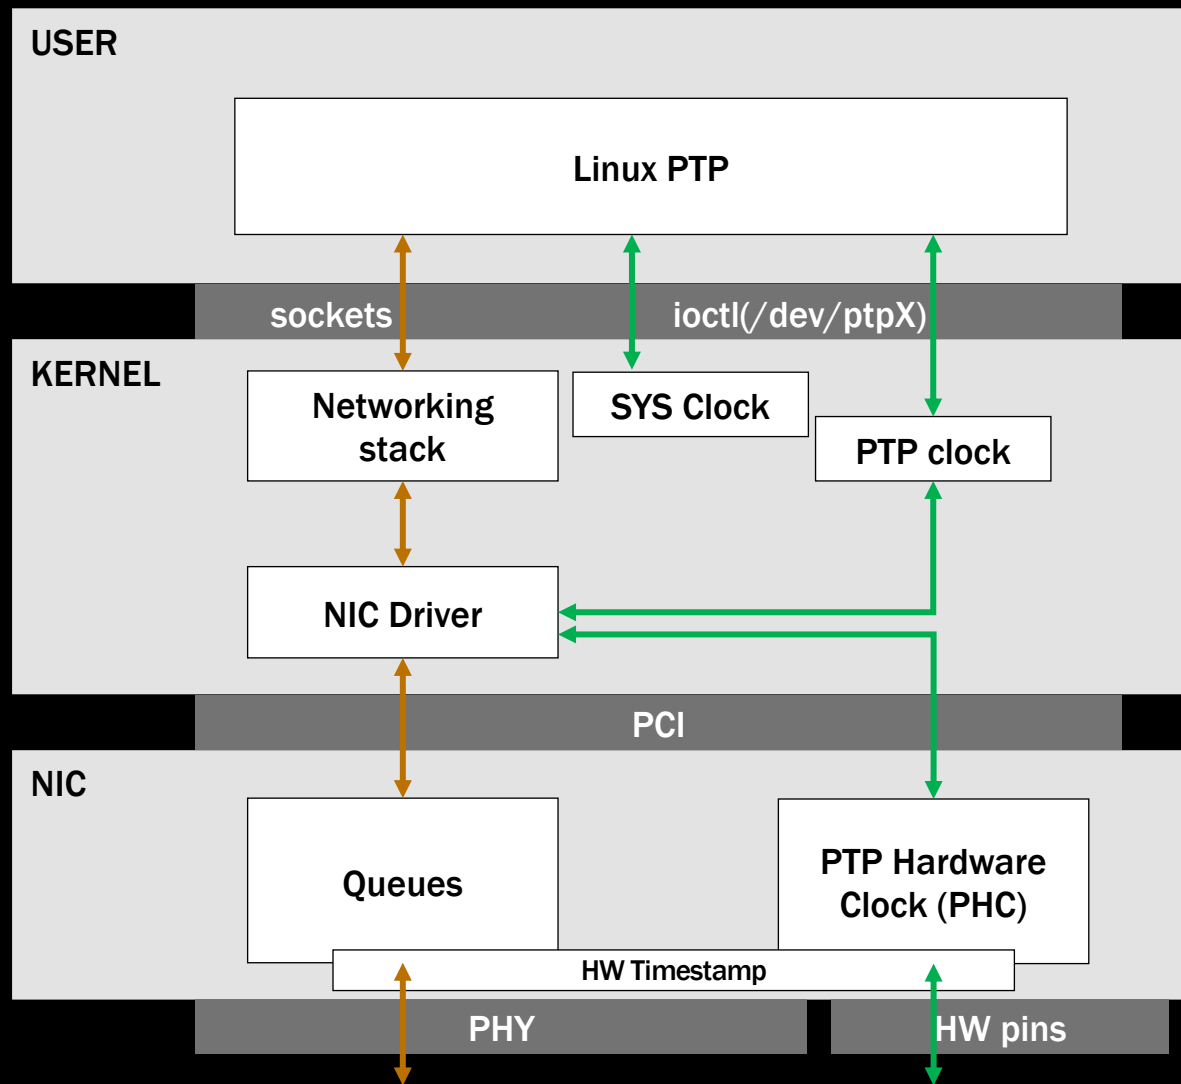 USER
Linux PTP
sockets
ioctl(/dev/ptpX)
KERNEL
Networking
stack
SYS Clock
PTP clock
NIC Driver
PCI
NIC
Queues
PTP Hardware
Clock (PHC)
HW Timestamp
PHY
HW pins